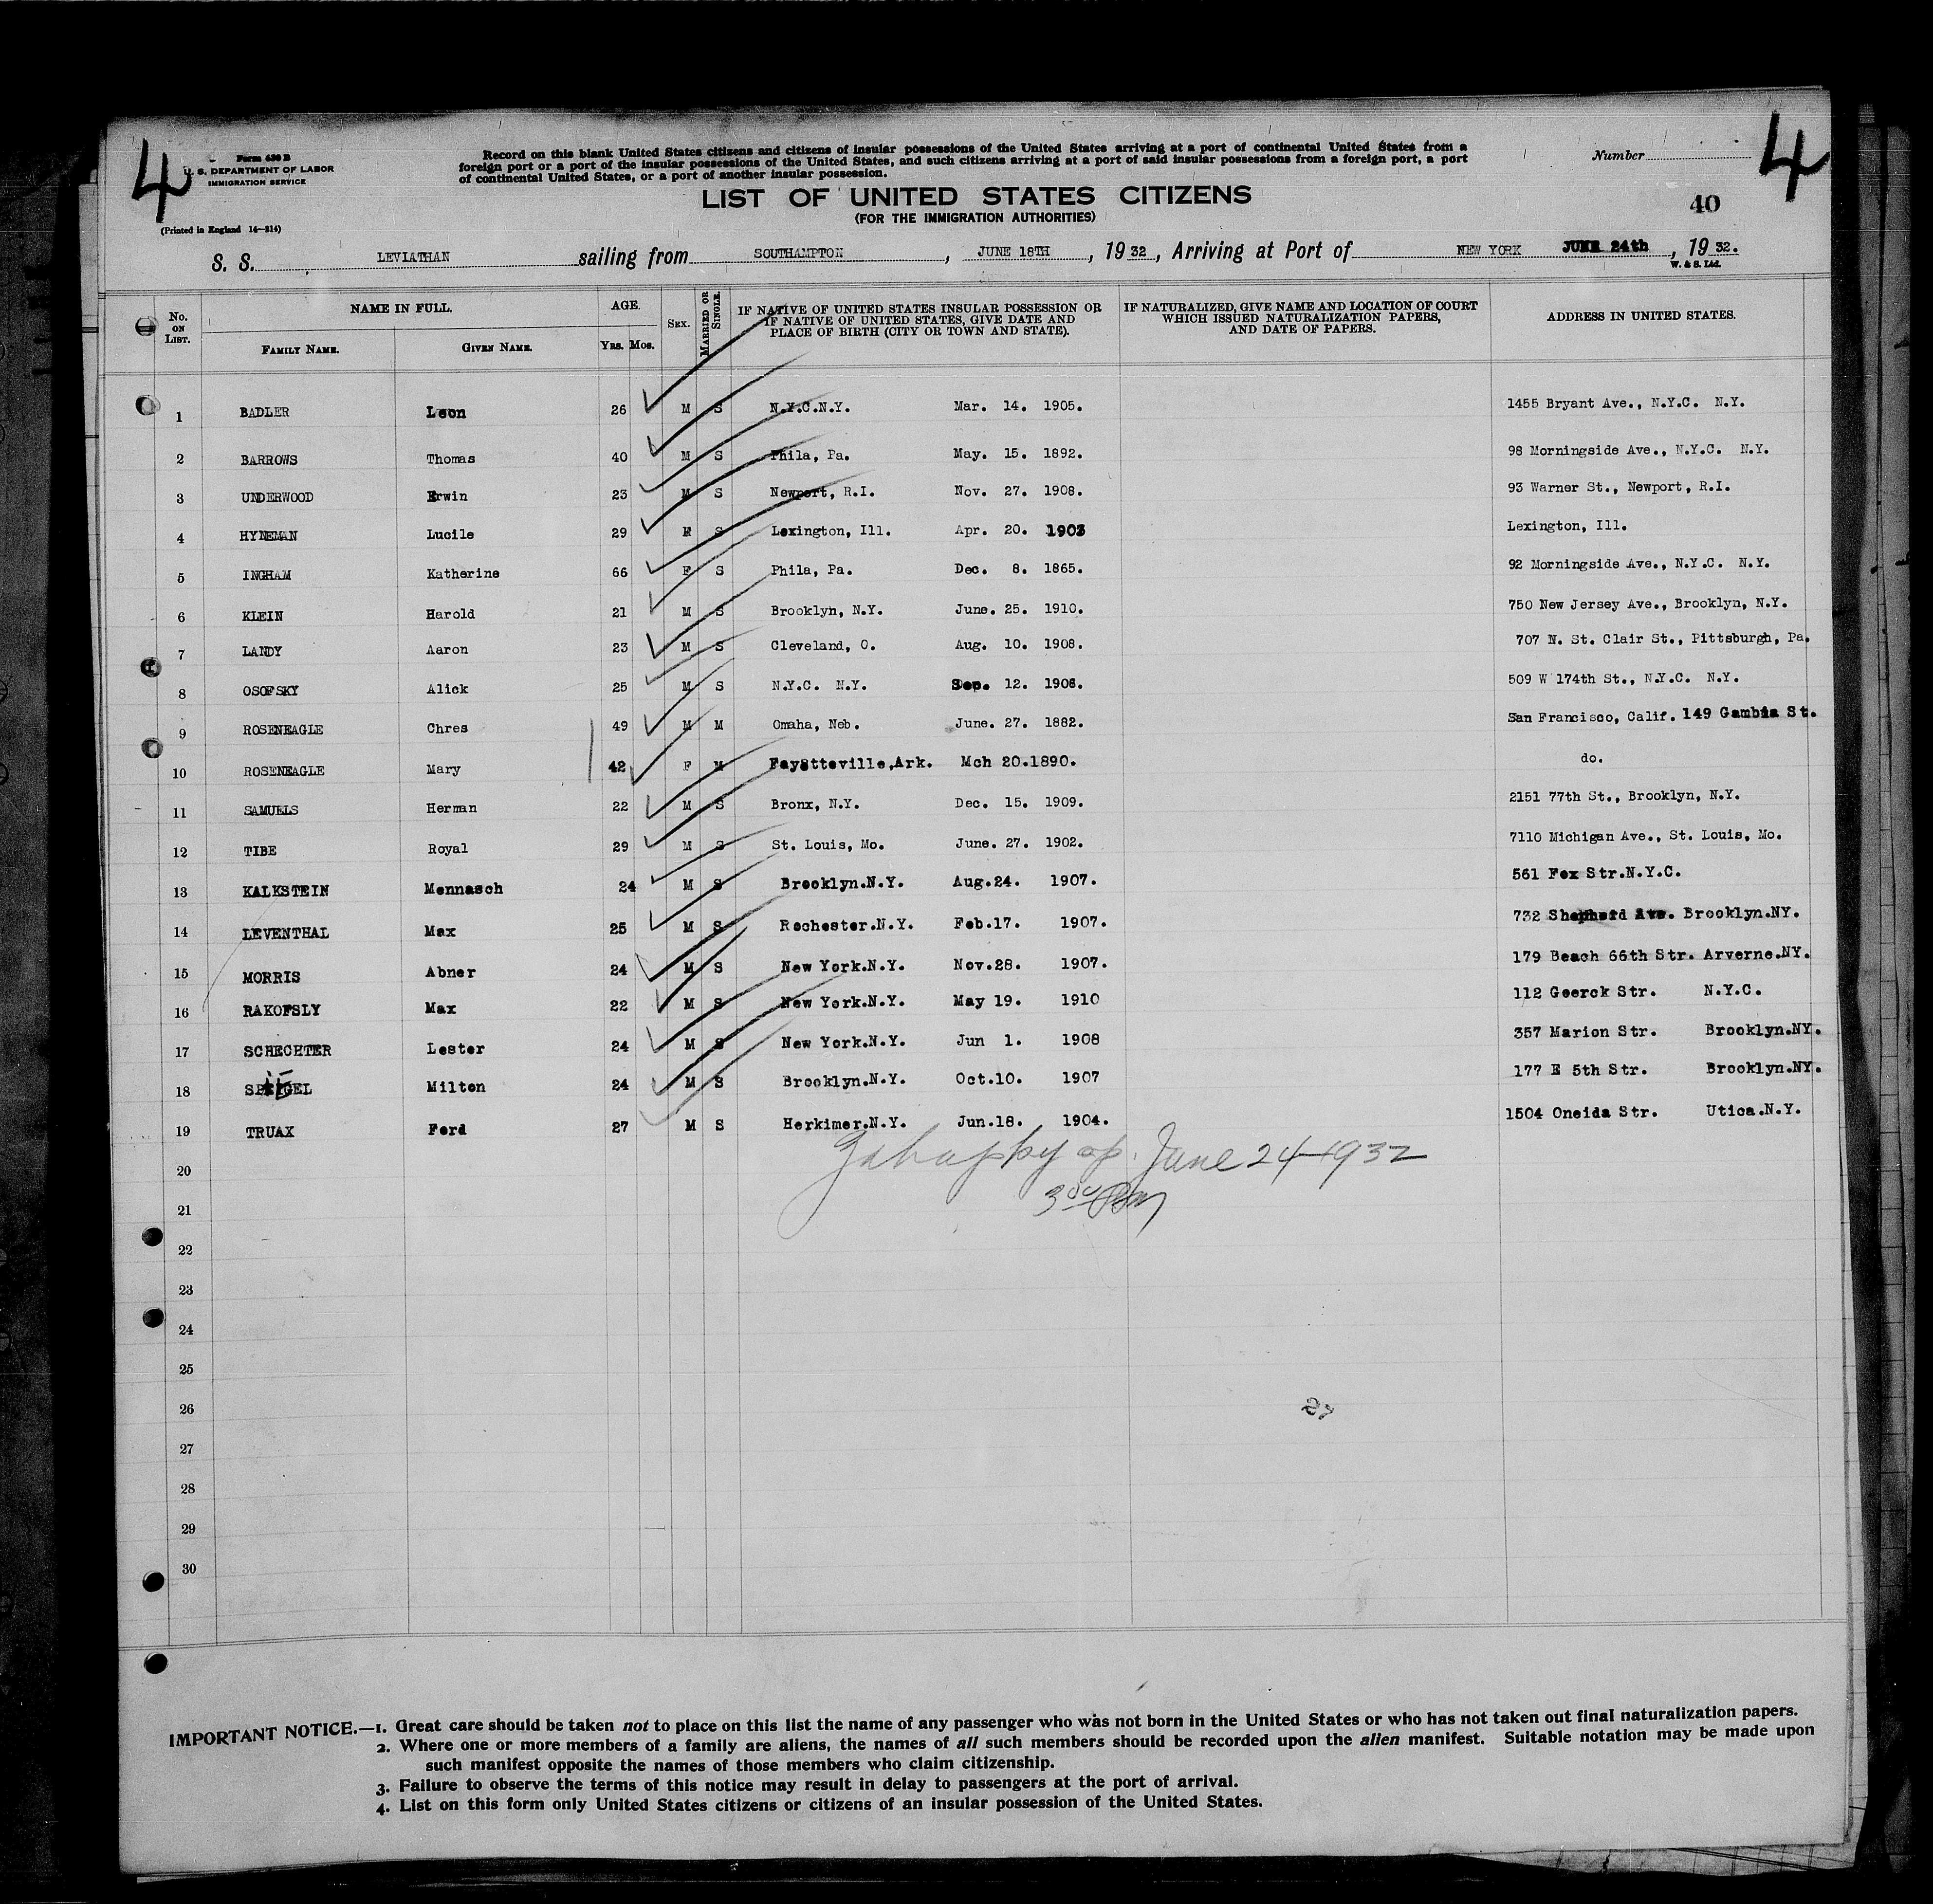 4
4
Form 630 B
U. S. DEPARTMENT OF LABOR
IMMIGRATION SERVICE
(Printed in England 14—214)
Record on this blank United States citizens and citizens of insular possessions of the United States arriving at a port of continental United States from a
foreign port or a port of the insular possessions of the United States, and such citizens arriving at a port of said insular possessions from a foreign port, a port
of continental United States, or a port of another insular possession.
Number
LIST OF UNITED STATES CITIZENS
(FOR THE IMMIGRATION AUTHORITIES)
40
S. S. LEVIATHAN sailing from SOUTHAMPTON, JUNE 18TH, 1932, Arriving at Port of NEW YORK JUNE 24th, 1932.
W. & S. Ltd.
No. ON LIST. NAME IN FULL. AGE. SEX. MARRIED OR SINGLE. IF NATIVE OF UNITED STATES INSULAR POSSESSION OR IF NATIVE OF UNITED STATES, GIVE DATE AND PLACE OF BIRTH (CITY OR TOWN AND STATE). IF NATURALIZED, GIVE NAME AND LOCATION OF COURT WHICH ISSUED NATURALIZATION PAPERS, AND DATE OF PAPERS. ADDRESS IN UNITED STATES.
FAMILY NAME. GIVEN NAME. YRS. MOS.
1 BADLER Leon 26 M S N.Y.C.N.Y. Mar. 14. 1905. 1455 Bryant Ave., N.Y.C. N.Y.
2 BARROWS Thomas 40 M S Phila, Pa. May. 15. 1892. 98 Morningside Ave., N.Y.C. N.Y.
3 UNDERWOOD Erwin 23 M S Newport, R.I. Nov. 27. 1908. 93 Warner St., Newport, R.I.
4 HYNEMAN Lucile 29 F S Lexington, Ill. Apr. 20. 1903 Lexington, Ill.
5 INGHAM Katherine 66 F S Phila, Pa. Dec. 8. 1865. 92 Morningside Ave., N.Y.C. N.Y.
6 KLEIN Harold 21 M S Brooklyn, N.Y. June. 25. 1910. 750 New Jersey Ave., Brooklyn, N.Y.
7 LANDY Aaron 23 M S Cleveland, O. Aug. 10. 1908. 707 N. St. Clair St., Pittsburgh, Pa.
8 OSOFSKY Alick 25 M S N.Y.C. N.Y. Sep. 12. 1906. 509 W 174th St., N.Y.C. N.Y.
9 ROSENEAGLE Chres 49 M M Omaha, Neb. June. 27. 1882. San Francisco, Calif. 149 Gambia St.
10 ROSENEAGLE Mary 42 F M Fayetteville,Ark. Mch 20.1890. do.
11 SAMUELS Herman 22 M S Bronx, N.Y. Dec. 15. 1909. 2151 77th St., Brooklyn, N.Y.
12 TIBE Royal 29 M S St. Louis, Mo. June. 27. 1902. 7110 Michigan Ave., St. Louis, Mo.
13 KALKSTEIN Mennasch 24 M S Brooklyn.N.Y. Aug.24. 1907. 561 Fox Str.N.Y.C.
14 LEVENTHAL Max 25 M S Rochester.N.Y. Feb.17. 1907. 732 Shepherd Ave. Brooklyn.NY.
15 MORRIS Abner 24 M S New York.N.Y. Nov.28. 1907. 179 Beach 66th Str. Arverne.NY.
16 RAKOFSLY Max 22 M S New York.N.Y. May 19. 1910 112 Goerck Str. N.Y.C.
17 SCHECHTER Lester 24 M S New York.N.Y. Jun 1. 1908 357 Marion Str. Brooklyn.NY.
18 SPIEGEL Milton 24 M S Brooklyn.N.Y. Oct.10. 1907 177 E 5th Str. Brooklyn.NY.
19 TRUAX Ford 27 M S Herkimer.N.Y. Jun.18. 1904. 1504 Oneida Str. Utica.N.Y.
June 24-1932
20
3 00 PM
21
22
23
24
25
26
27
27
28
29
30
IMPORTANT NOTICE.—1. Great care should be taken not to place on this list the name of any passenger who was not born in the United States or who has not taken out final naturalization papers.
2. Where one or more members of a family are aliens, the names of all such members should be recorded upon the alien manifest. Suitable notation may be made upon
such manifest opposite the names of those members who claim citizenship.
3. Failure to observe the terms of this notice may result in delay to passengers at the port of arrival.
4. List on this form only United States citizens or citizens of an insular possession of the United States.